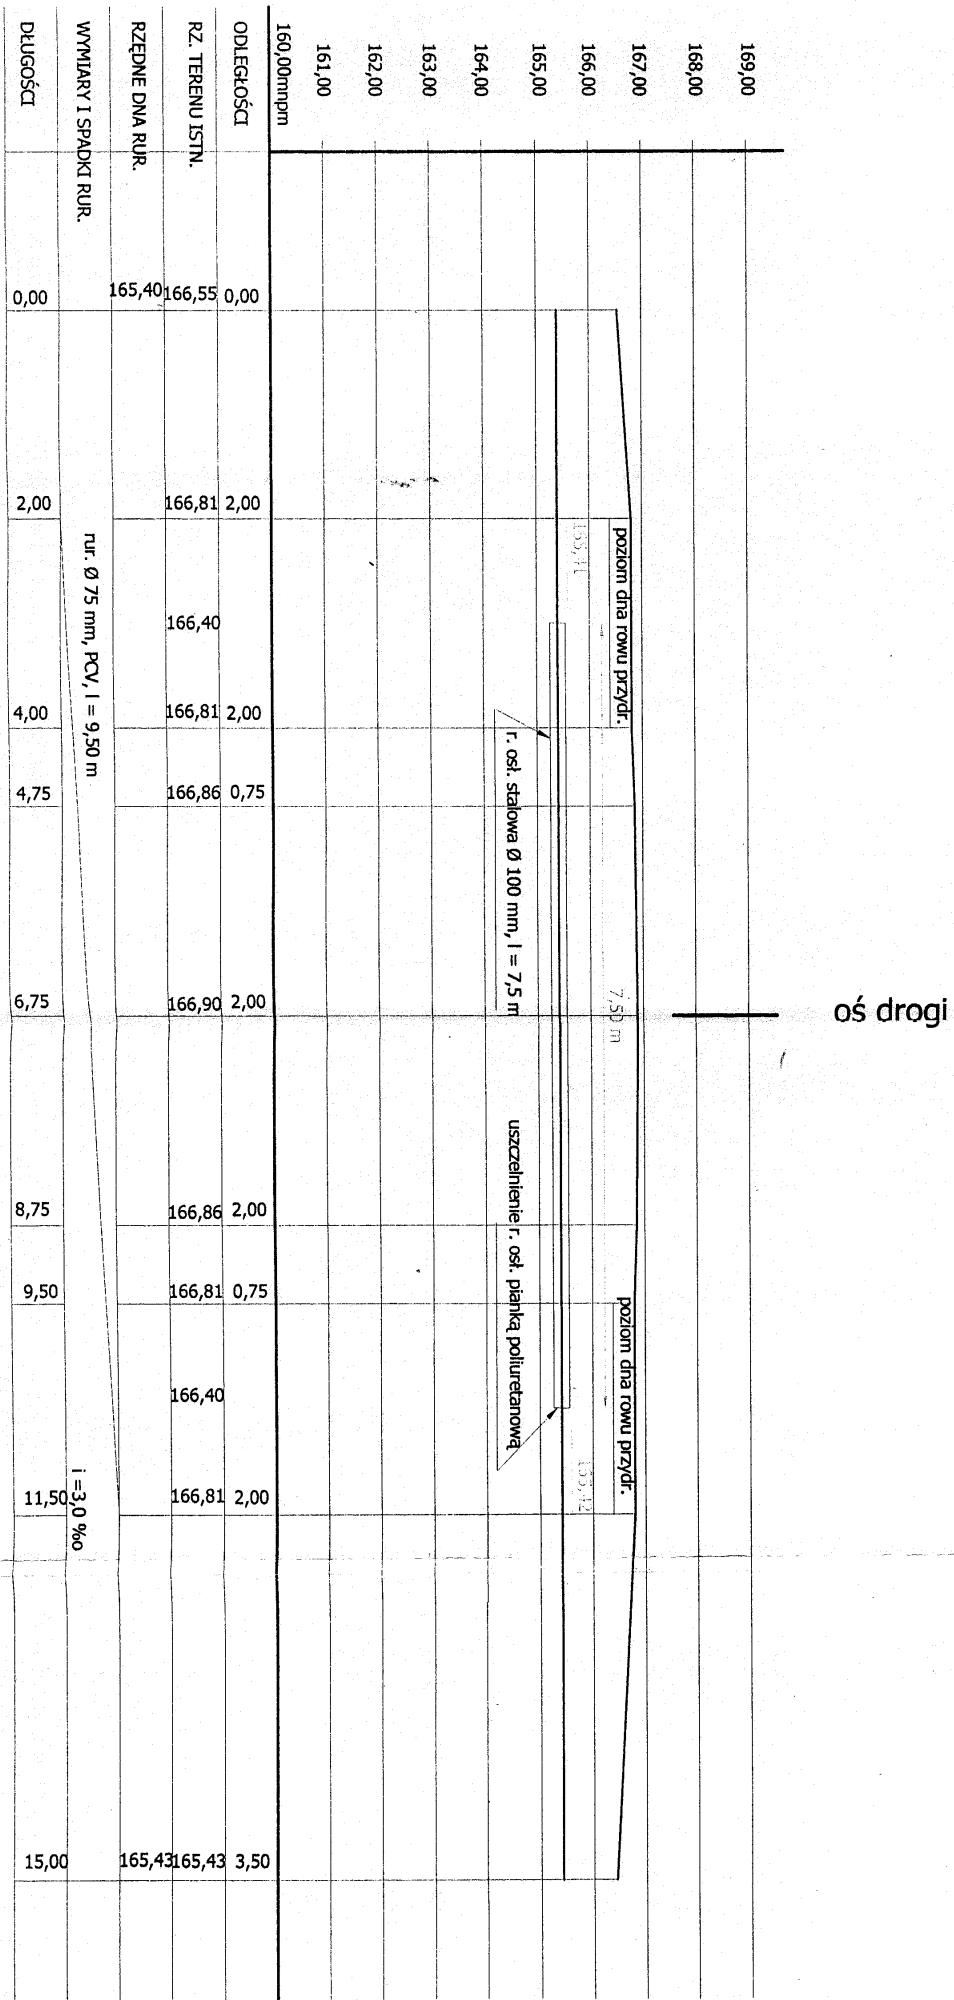 169,00
168,00
167,00
166,00
165,00
164,00
163,00
162,00
161,00
160,00mnpm
ODLEGŁOŚCI
RZ. TERENU ISTN.
RZĘDNE DNA RUR.
WYMIARY I SPADKI RUR.
DŁUGOŚCI
0,00
165,40
166,55
0,00
2,00
166,81
2,00
166,40
4,00
166,81
2,00
4,75
166,86
0,75
6,75
166,90
2,00
8,75
166,86
2,00
9,50
166,81
0,75
166,40
11,50
166,81
2,00
15,00
165,43
165,43
3,50
rur. Ø 75 mm, PCV, l = 9,50 m
i =3,0 %o
poziom dna rowu przydr.
r. osł. stalowa Ø 100 mm, l = 7,5 m
7,50 m
oś drogi
uszczelnienie r. osł. pianką poliuretanową
poziom dna rowu przydr.
165,42